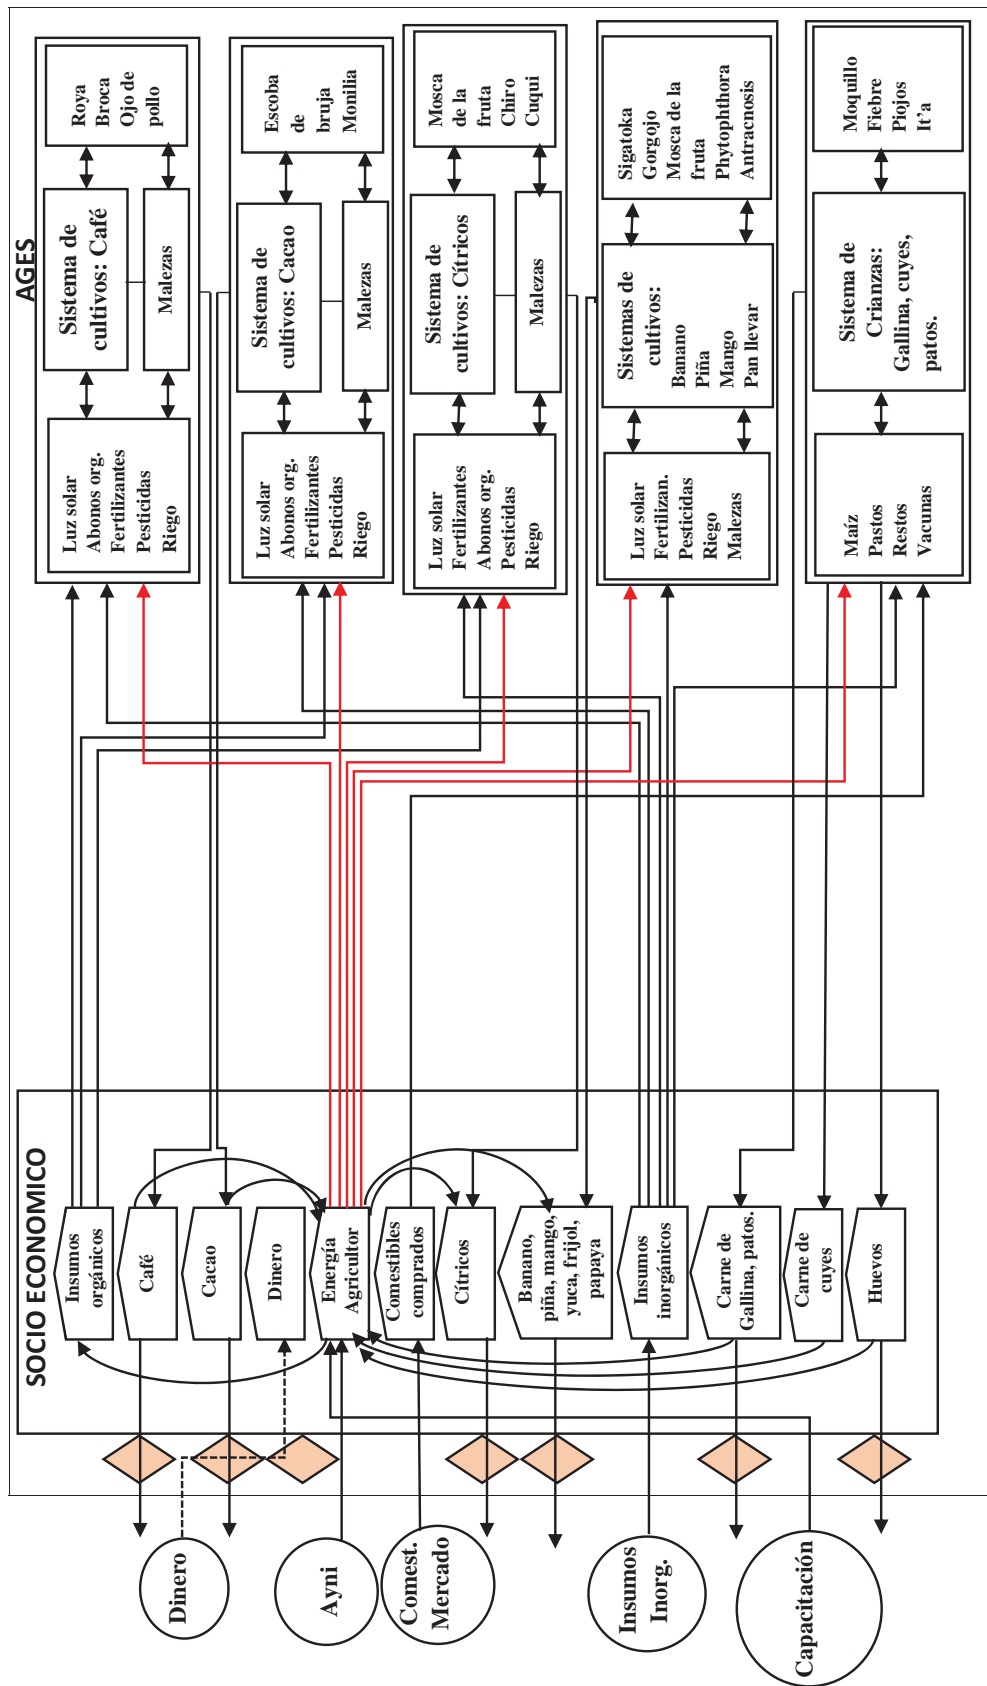 AGES
Roya
Broca
Ojo de
pollo
Sistema de
cultivos: Café
Malezas
Luz solar
Abonos org.
Fertilizantes
Pesticidas
Riego
Escoba
de
bruja
Monilia
Sistema de
cultivos: Cacao
Malezas
Luz solar
Abonos org.
Fertilizantes
Pesticidas
Riego
Mosca
de la
fruta
Chiro
Cuqui
Sistema de
cultivos: Cítricos
Malezas
Luz solar
Fertilizantes
Abonos org.
Pesticidas
Riego
Sigatoka
Gorgojo
Mosca de la
fruta
Phytophthora
Antracnosis
Sistemas de
cultivos:
Banano
Piña
Mango
Pan llevar
Luz solar
Fertilizan.
Pesticidas
Riego
Malezas
Moquillo
Fiebre
Piojos
It'a
Sistema de
Crianzas:
Gallina, cuyes,
patos.
Maíz
Pastos
Restos
Vacunas
SOCIO ECONOMICO
Insumos
orgánicos
Café
Cacao
Dinero
Energía
Agricultor
Comestibles
comprados
Cítricos
Banano,
piña, mango,
yuca, frijol,
papaya
Insumos
inorgánicos
Carne de
Gallina, patos.
Carne de
cuyes
Huevos
Dinero
Ayni
Comest.
Mercado
Insumos
Inorg.
Capacitación